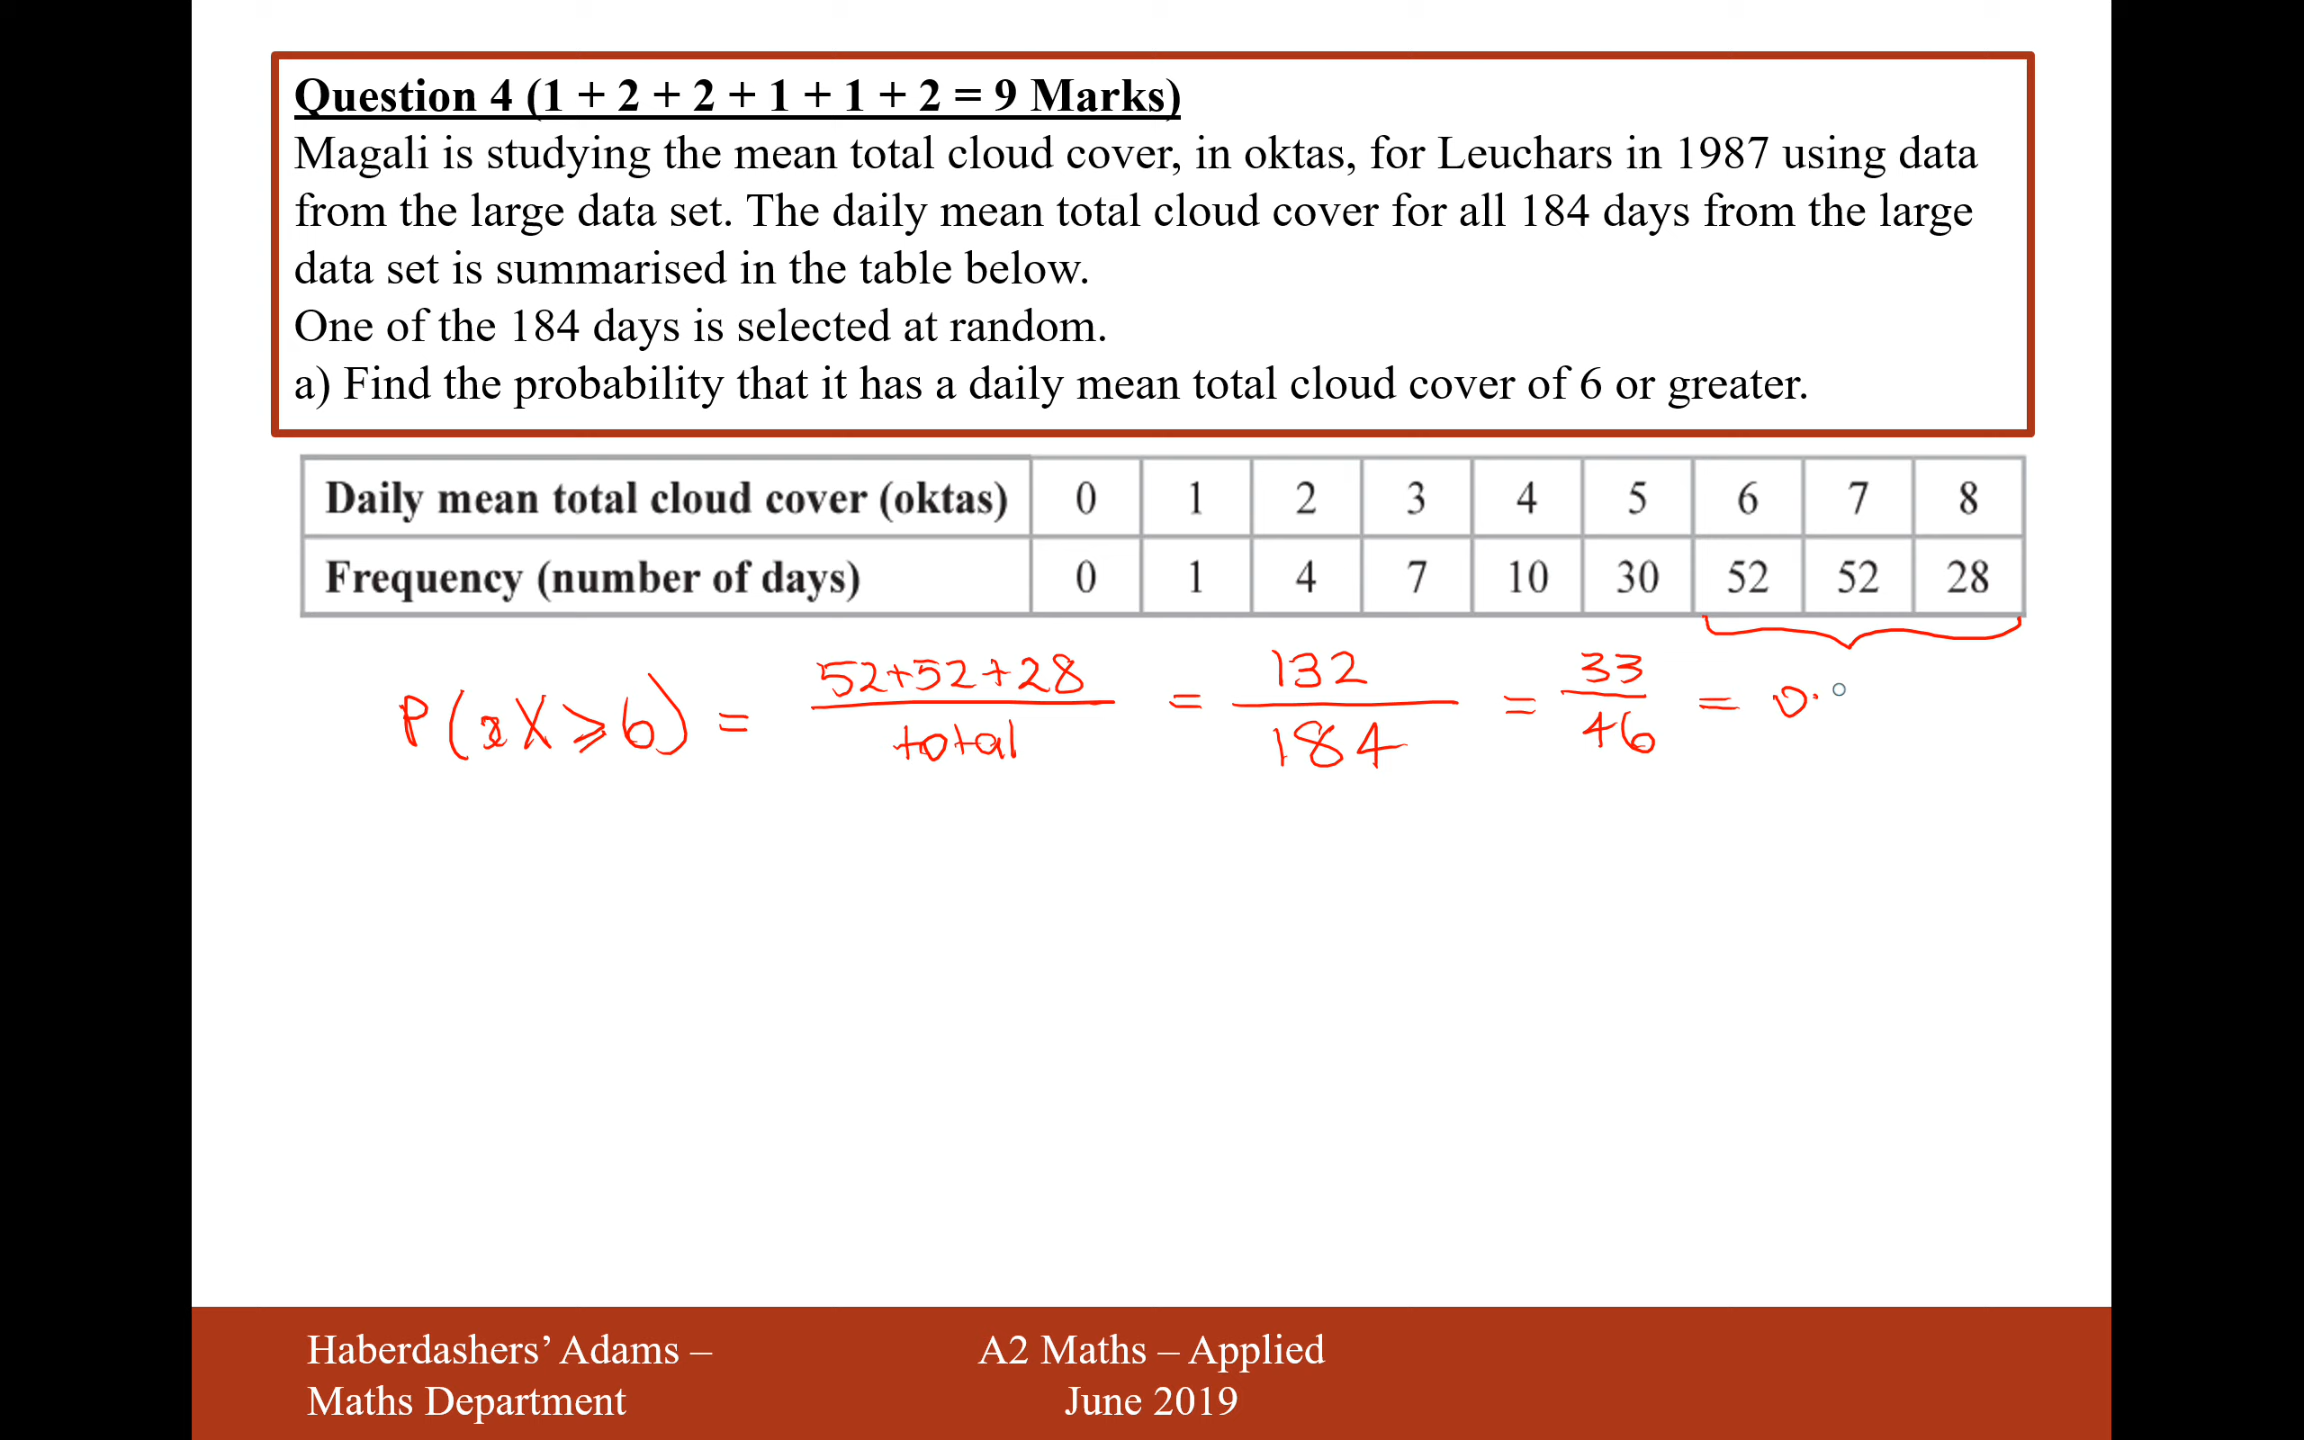 Question 4 (1 + 2 + 2 + 1 + 1 + 2 = 9 Marks)
Magali is studying the mean total cloud cover, in oktas, for Leuchars in 1987 using data
from the large data set. The daily mean total cloud cover for all 184 days from the large
data set is summarised in the table below.
One of the 184 days is selected at random.
a) Find the probability that it has a daily mean total cloud cover of 6 or greater.
Daily mean total cloud cover (oktas) 0 1 2 3 4 5 6 7 8
Frequency (number of days) 0 1 4 7 10 30 52 52 28
P(X ⩾ 6) = 52+52+28 / total = 132 / 184 = 33 / 46 = 0.
Haberdashers’ Adams –
Maths Department
A2 Maths – Applied
June 2019